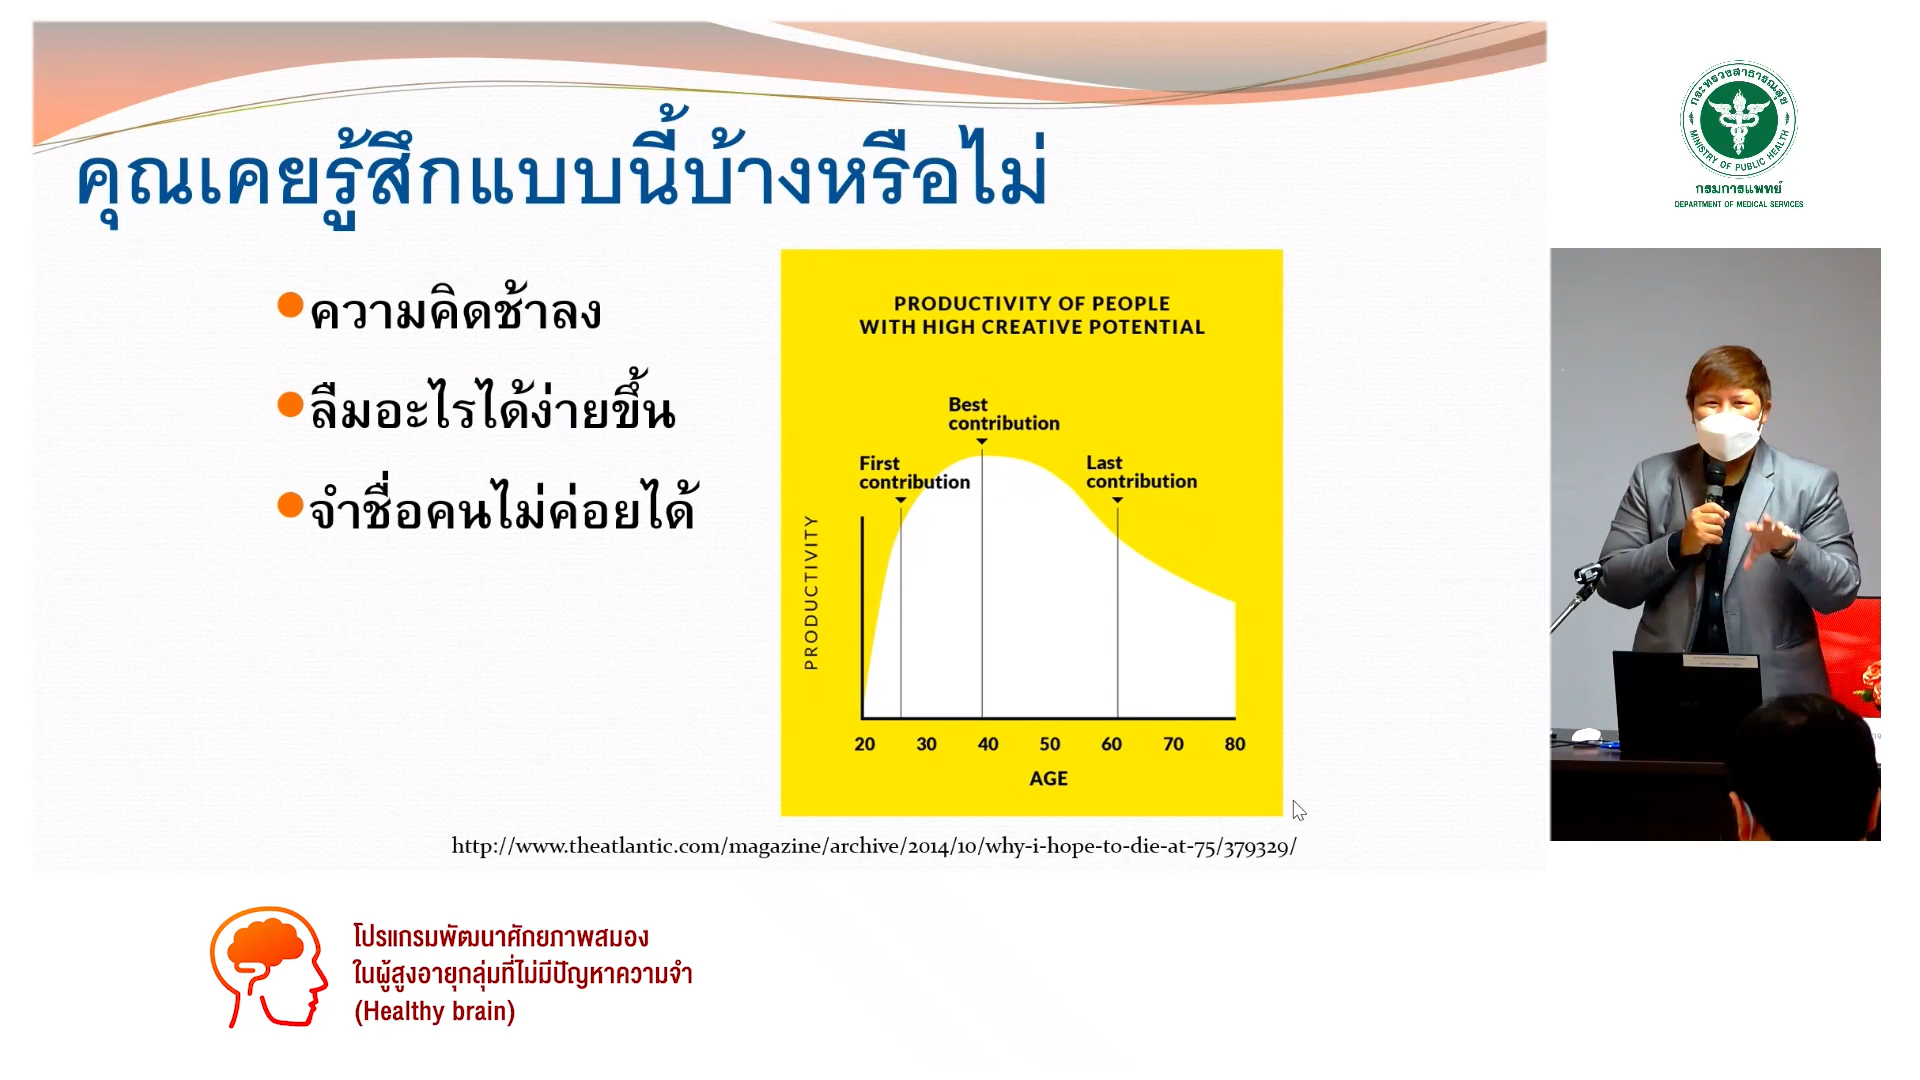 คุณเคยรู้สึกแบบนี้บ้างหรือไม่
ความคิดช้าลง
ลืมอะไรได้ง่ายขึ้น
จำชื่อคนไม่ค่อยได้
PRODUCTIVITY OF PEOPLE
WITH HIGH CREATIVE POTENTIAL
Best
contribution
First
contribution
Last
contribution
PRODUCTIVITY
20 30 40 50 60 70 80
AGE
http://www.theatlantic.com/magazine/archive/2014/10/why-i-hope-to-die-at-75/379329/
กระทรวงสาธารณสุข
MINISTRY OF PUBLIC HEALTH
กรมการแพทย์
DEPARTMENT OF MEDICAL SERVICES
โปรแกรมพัฒนาศักยภาพสมอง
ในผู้สูงอายุกลุ่มที่ไม่มีปัญหาความจำ
(Healthy brain)